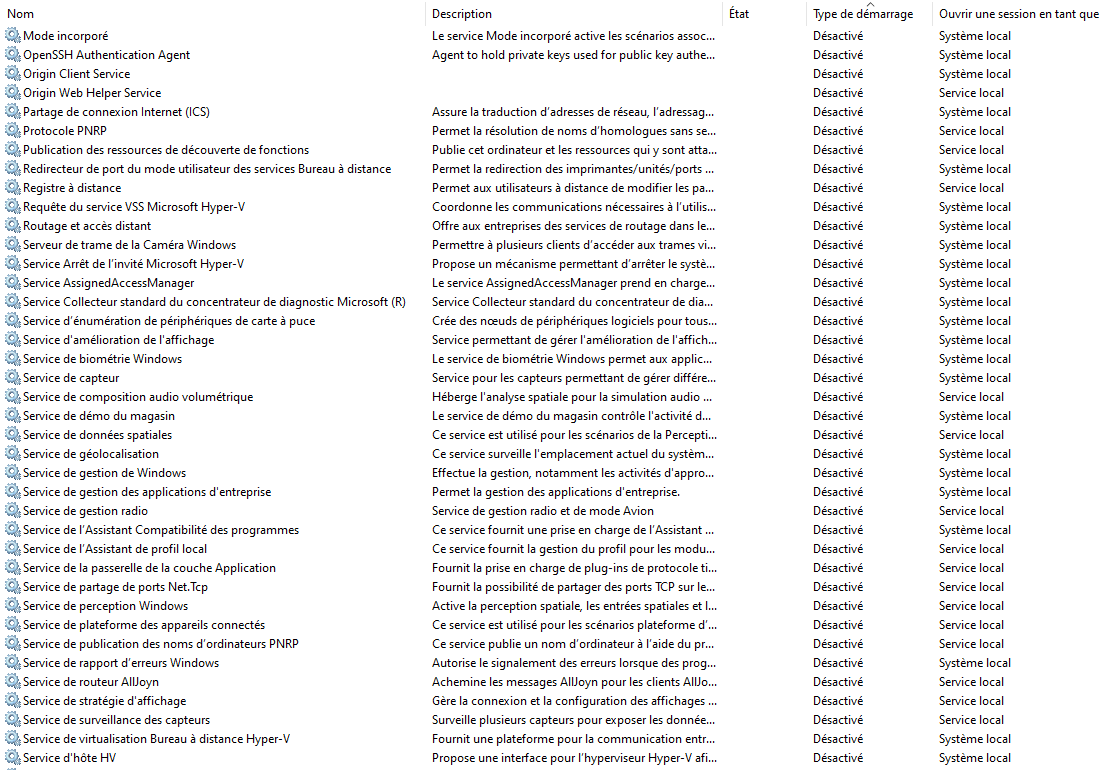 Nom Description État Type de démarrage Ouvrir une session en tant que
Mode incorporé Le service Mode incorporé active les scénarios assoc... Désactivé Système local
OpenSSH Authentication Agent Agent to hold private keys used for public key authe... Désactivé Système local
Origin Client Service Désactivé Système local
Origin Web Helper Service Désactivé Service local
Partage de connexion Internet (ICS) Assure la traduction d’adresses de réseau, l’adressag... Désactivé Système local
Protocole PNRP Permet la résolution de noms d’homologues sans se... Désactivé Service local
Publication des ressources de découverte de fonctions Publie cet ordinateur et les ressources qui y sont atta... Désactivé Service local
Redirecteur de port du mode utilisateur des services Bureau à distance Permet la redirection des imprimantes/unités/ports ... Désactivé Système local
Registre à distance Permet aux utilisateurs à distance de modifier les pa... Désactivé Service local
Requête du service VSS Microsoft Hyper-V Coordonne les communications nécessaires à l’utilis... Désactivé Système local
Routage et accès distant Offre aux entreprises des services de routage dans le... Désactivé Système local
Serveur de trame de la Caméra Windows Permettre à plusieurs clients d’accéder aux trames vi... Désactivé Système local
Service Arrêt de l’invité Microsoft Hyper-V Propose un mécanisme permettant d’arrêter le systè... Désactivé Système local
Service AssignedAccessManager Le service AssignedAccessManager prend en charge... Désactivé Système local
Service Collecteur standard du concentrateur de diagnostic Microsoft (R) Service Collecteur standard du concentrateur de dia... Désactivé Système local
Service d’énumération de périphériques de carte à puce Crée des nœuds de périphériques logiciels pour tous... Désactivé Système local
Service d'amélioration de l'affichage Service permettant de gérer l'amélioration de l'affich... Désactivé Système local
Service de biométrie Windows Le service de biométrie Windows permet aux applic... Désactivé Système local
Service de capteur Service pour les capteurs permettant de gérer différe... Désactivé Système local
Service de composition audio volumétrique Héberge l'analyse spatiale pour la simulation audio ... Désactivé Service local
Service de démo du magasin Le service de démo du magasin contrôle l'activité d... Désactivé Système local
Service de données spatiales Ce service est utilisé pour les scénarios de la Percepti... Désactivé Service local
Service de géolocalisation Ce service surveille l'emplacement actuel du systèm... Désactivé Système local
Service de gestion de Windows Effectue la gestion, notamment les activités d'appro... Désactivé Système local
Service de gestion des applications d'entreprise Permet la gestion des applications d'entreprise. Désactivé Système local
Service de gestion radio Service de gestion radio et de mode Avion Désactivé Service local
Service de l’Assistant Compatibilité des programmes Ce service fournit une prise en charge de l’Assistant ... Désactivé Système local
Service de l’Assistant de profil local Ce service fournit la gestion du profil pour les modu... Désactivé Service local
Service de la passerelle de la couche Application Fournit la prise en charge de plug-ins de protocole ti... Désactivé Service local
Service de partage de ports Net.Tcp Fournit la possibilité de partager des ports TCP sur le... Désactivé Service local
Service de perception Windows Active la perception spatiale, les entrées spatiales et l... Désactivé Service local
Service de plateforme des appareils connectés Ce service est utilisé pour les scénarios plateforme d’... Désactivé Service local
Service de publication des noms d’ordinateurs PNRP Ce service publie un nom d’ordinateur à l’aide du pr... Désactivé Service local
Service de rapport d’erreurs Windows Autorise le signalement des erreurs lorsque des prog... Désactivé Système local
Service de routeur AllJoyn Achemine les messages AllJoyn pour les clients AllJo... Désactivé Service local
Service de stratégie d'affichage Gère la connexion et la configuration des affichages ... Désactivé Service local
Service de surveillance des capteurs Surveille plusieurs capteurs pour exposer les donnée... Désactivé Service local
Service de virtualisation Bureau à distance Hyper-V Fournit une plateforme pour la communication entr... Désactivé Système local
Service d'hôte HV Propose une interface pour l’hyperviseur Hyper-V afi... Désactivé Système local